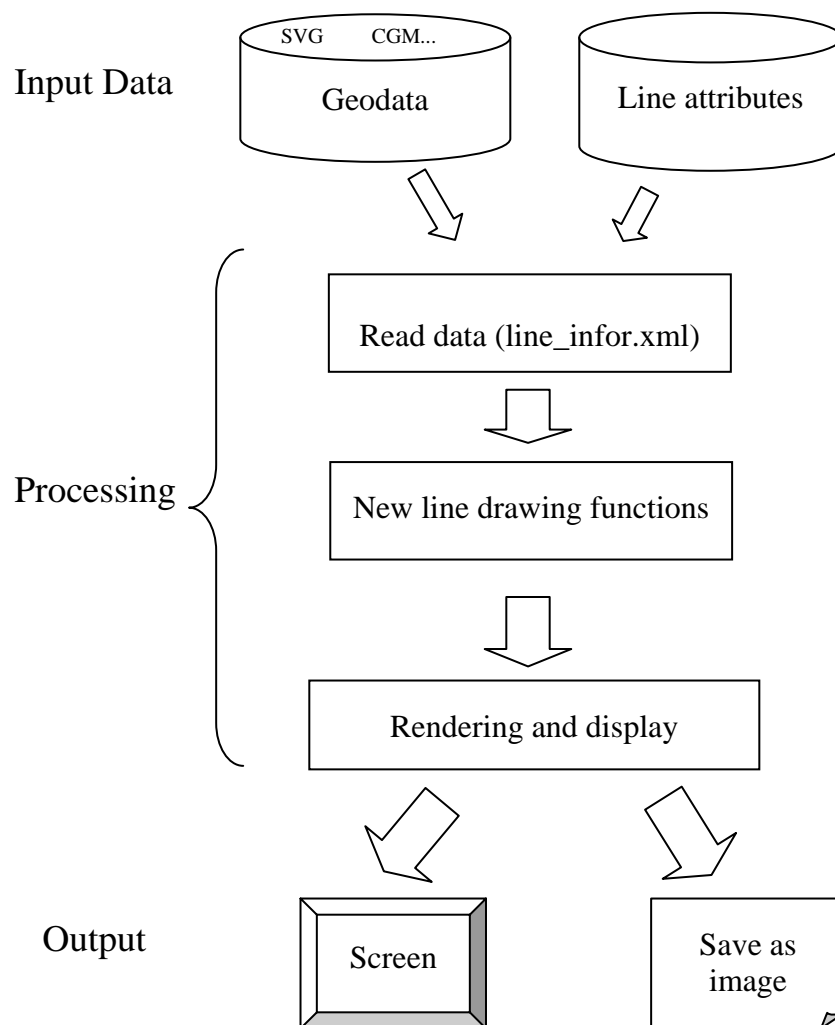 SVG CGM...
Input Data
Geodata
Line attributes
Read data (line_infor.xml)
Processing
New line drawing functions
Rendering and display
Output
Screen
Save as
image